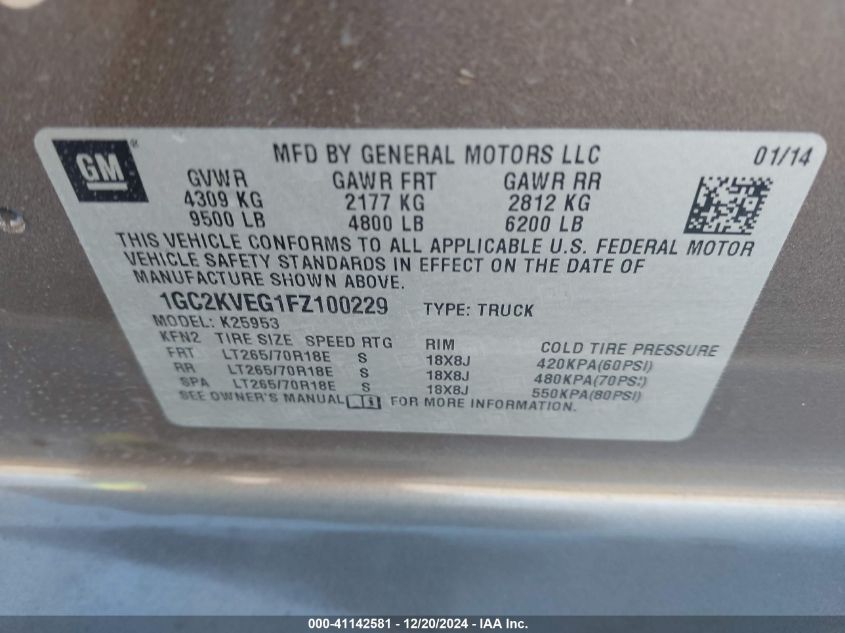 GM ®
MFD BY GENERAL MOTORS LLC 01/14
GVWR GAWR FRT GAWR RR
4309 KG 2177 KG 2812 KG
9500 LB 4800 LB 6200 LB
THIS VEHICLE CONFORMS TO ALL APPLICABLE U.S. FEDERAL MOTOR
VEHICLE SAFETY STANDARDS IN EFFECT ON THE DATE OF
MANUFACTURE SHOWN ABOVE.
1GC2KVEG1FZ100229 TYPE: TRUCK
MODEL: K25953
KFN2 TIRE SIZE SPEED RTG RIM COLD TIRE PRESSURE
FRT LT265/70R18E S 18X8J 420KPA(60PSI)
RR LT265/70R18E S 18X8J 480KPA(70PSI)
SPA LT265/70R18E S 18X8J 550KPA(80PSI)
SEE OWNER'S MANUAL FOR MORE INFORMATION.
000-41142581 - 12/20/2024 - IAA Inc.